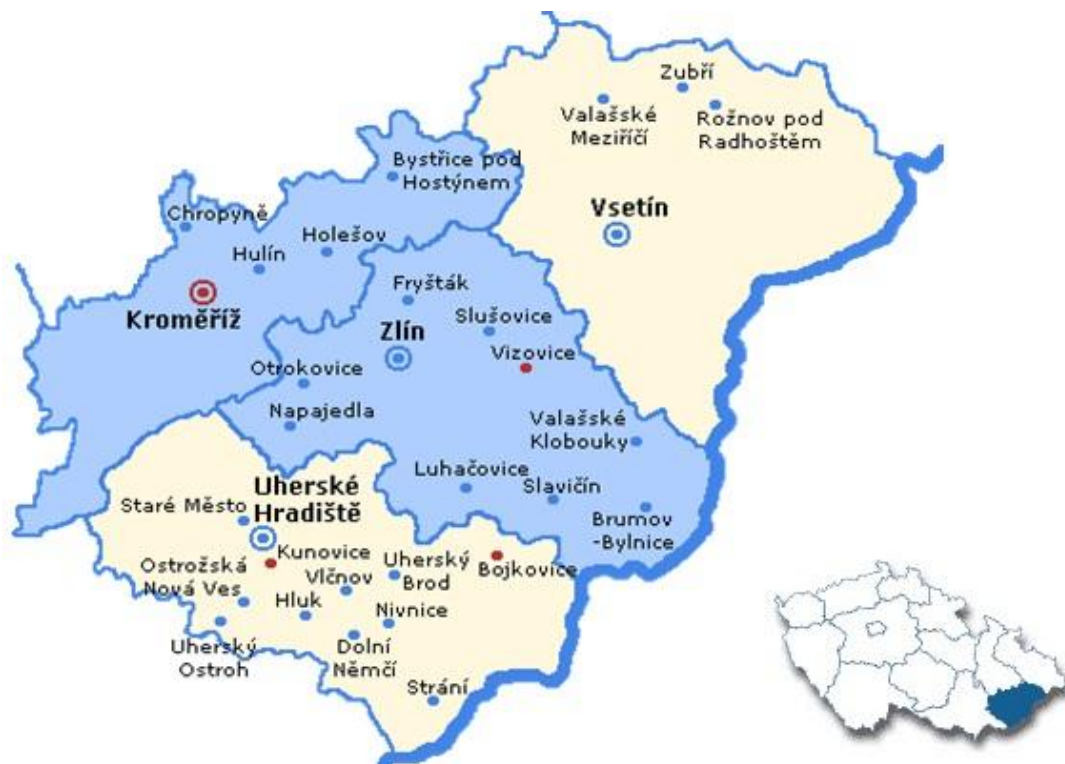 Zubří
Valašské
Meziříčí
Rožnov pod
Radhoštěm
Bystřice pod
Hostýnem
Vsetín
Chropyně
Holešov
Hulín
Kroměříž
Fryšták
Slušovice
Zlín
Vizovice
Otrokovice
Napajedla
Valašské
Klobouky
Luhačovice
Slavičín
Brumov
-Bylnice
Uherské
Hradiště
Staré Město
Kunovice
Ostrožská
Nová Ves
Vlčnov
Uherský
Brod
Bojkovice
Hluk
Nivnice
Uherský
Ostroh
Dolní
Němčí
Strání